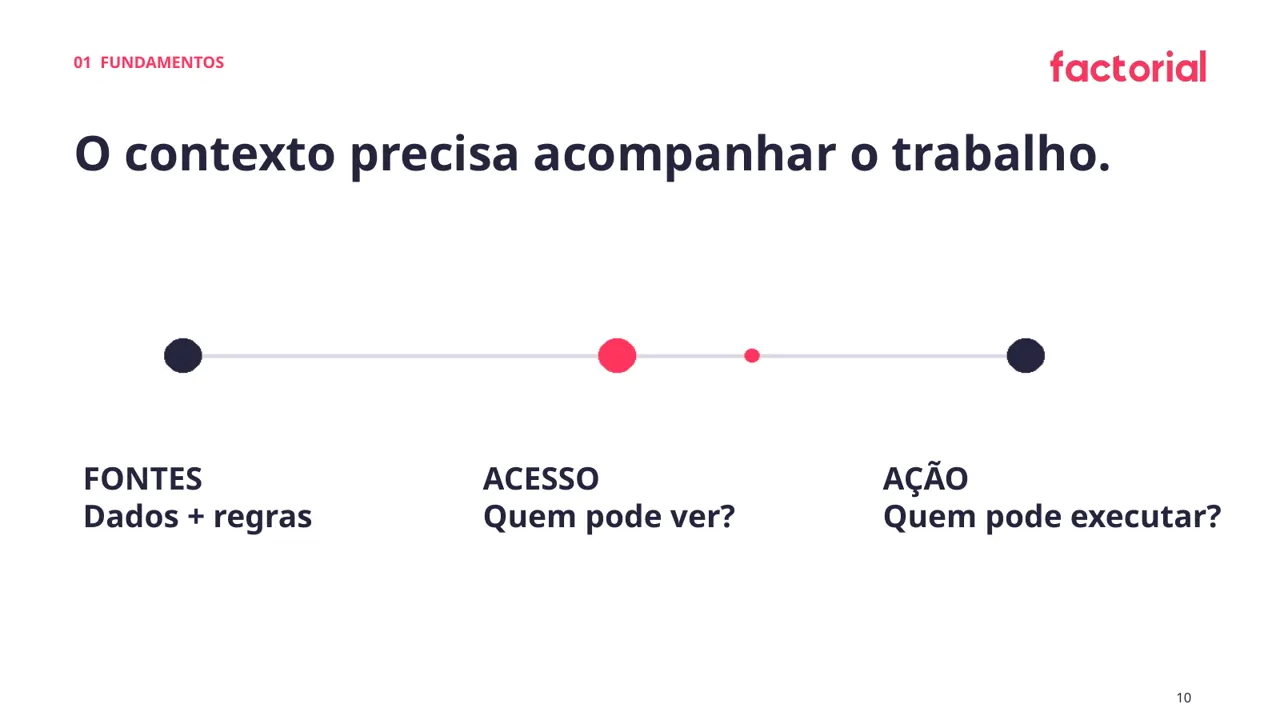 01 FUNDAMENTOS
factorial
O contexto precisa acompanhar o trabalho.
FONTES
Dados + regras
ACESSO
Quem pode ver?
AÇÃO
Quem pode executar?
10